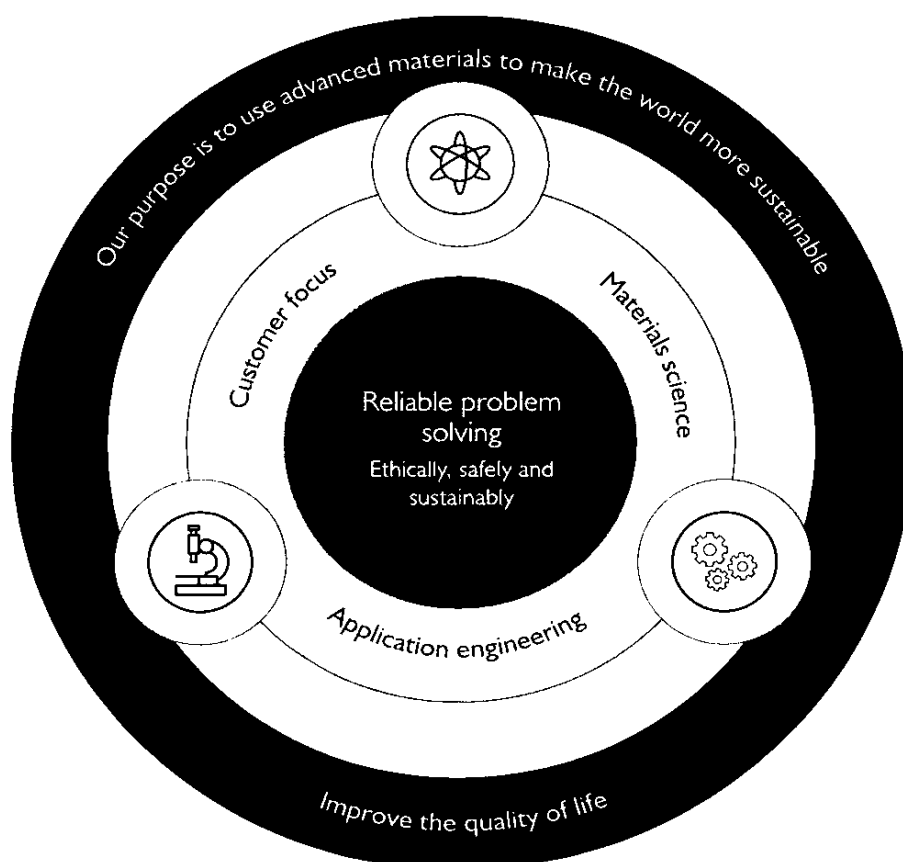 Our purpose is to use advanced materials to make the world more sustainable
Customer focus
Materials science
Reliable problem
solving
Ethically, safely and
sustainably
Application engineering
Improve the quality of life